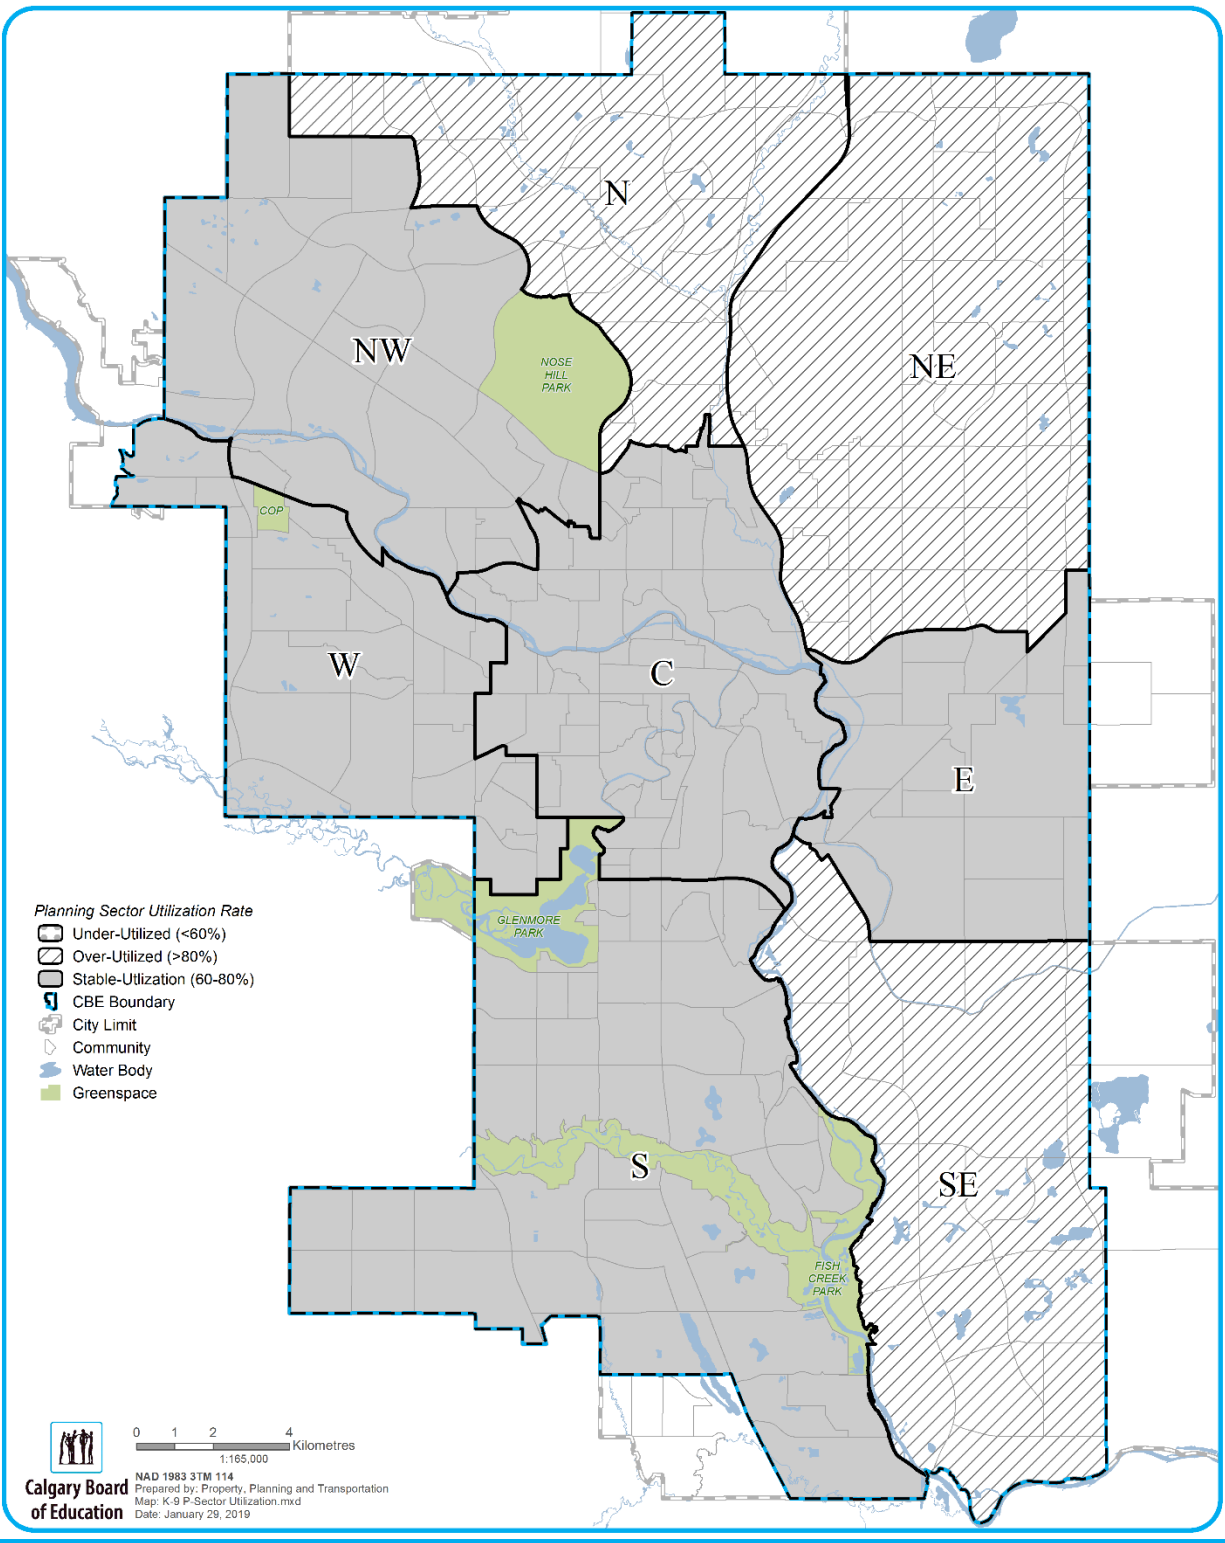 N
NE
NW
NOSE
HILL
PARK
COP
W
C
E
GLENMORE
PARK
Planning Sector Utilization Rate
Under-Utilized (<60%)
Over-Utilized (>80%)
Stable-Utlization (60-80%)
CBE Boundary
City Limit
Community
Water Body
Greenspace
S
SE
FISH
CREEK
PARK
0 1 2 4
Kilometres
1:165,000
Calgary Board
of Education
NAD 1983 3TM 114
Prepared by: Property, Planning and Transportation
Map: K-9 P-Sector Utilization.mxd
Date: January 29, 2019